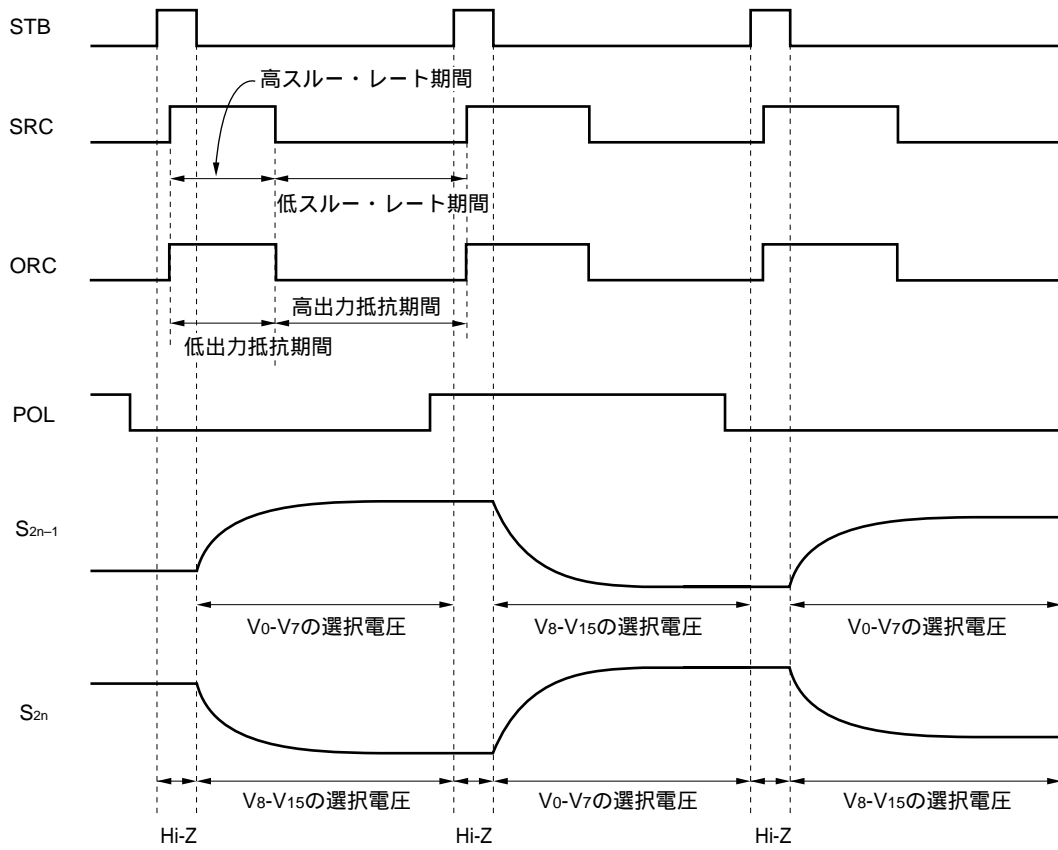 STB
高スルー・レート期間
SRC
低スルー・レート期間
ORC
高出力抵抗期間
低出力抵抗期間
POL
S2n–1
V0-V7の選択電圧 V8-V15の選択電圧 V0-V7の選択電圧
S2n
V8-V15の選択電圧 V0-V7の選択電圧 V8-V15の選択電圧
Hi-Z Hi-Z Hi-Z